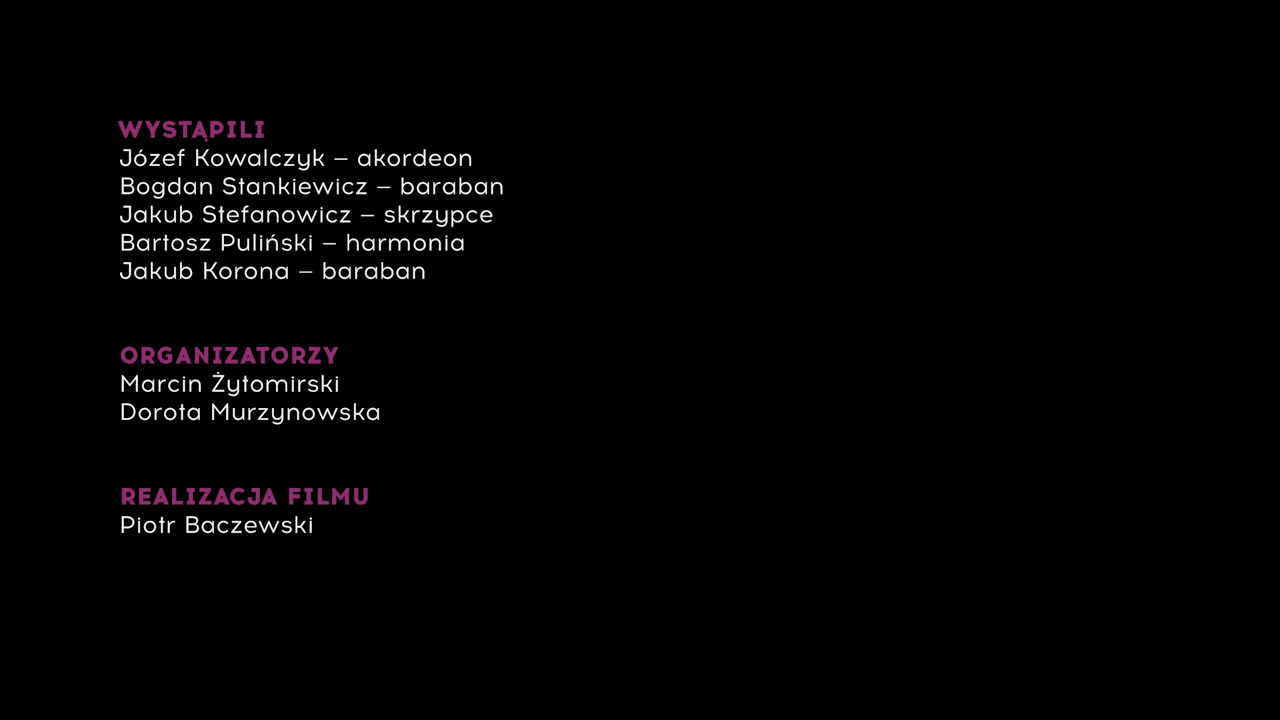 WYSTĄPILI
Józef Kowalczyk – akordeon
Bogdan Stankiewicz – baraban
Jakub Stefanowicz – skrzypce
Bartosz Puliński – harmonia
Jakub Korona – baraban
ORGANIZATORZY
Marcin Żytomirski
Dorota Murzynowska
REALIZACJA FILMU
Piotr Baczewski